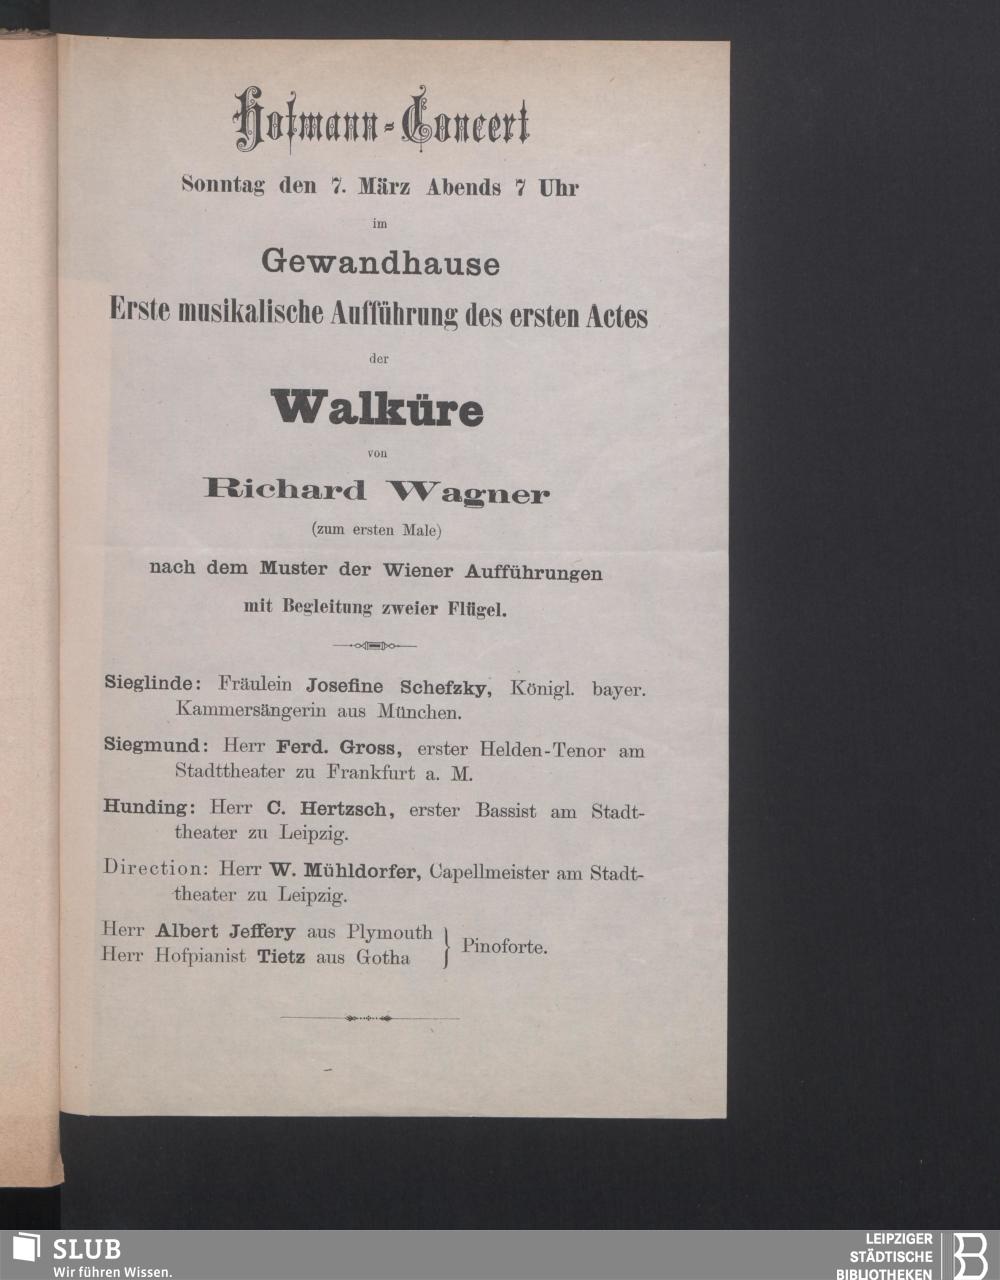 Hofmann-Concert
Sonntag den 7. März Abends 7 Uhr
im
Gewandhause
Erste musikalische Aufführung des ersten Actes
der
Walküre
von
Richard Wagner
(zum ersten Male)
nach dem Muster der Wiener Aufführungen
mit Begleitung zweier Flügel.
Sieglinde: Fräulein Josefine Schefzky, Königl. bayer.
Kammersängerin aus München.
Siegmund: Herr Ferd. Gross, erster Helden-Tenor am
Stadttheater zu Frankfurt a. M.
Hunding: Herr C. Hertzsch, erster Bassist am Stadt-
theater zu Leipzig.
Direction: Herr W. Mühldorfer, Capellmeister am Stadt-
theater zu Leipzig.
Herr Albert Jeffery aus Plymouth
Herr Hofpianist Tietz aus Gotha
} Pinoforte.
SLUB
Wir führen Wissen.
LEIPZIGER
STÄDTISCHE
BIBLIOTHEKEN